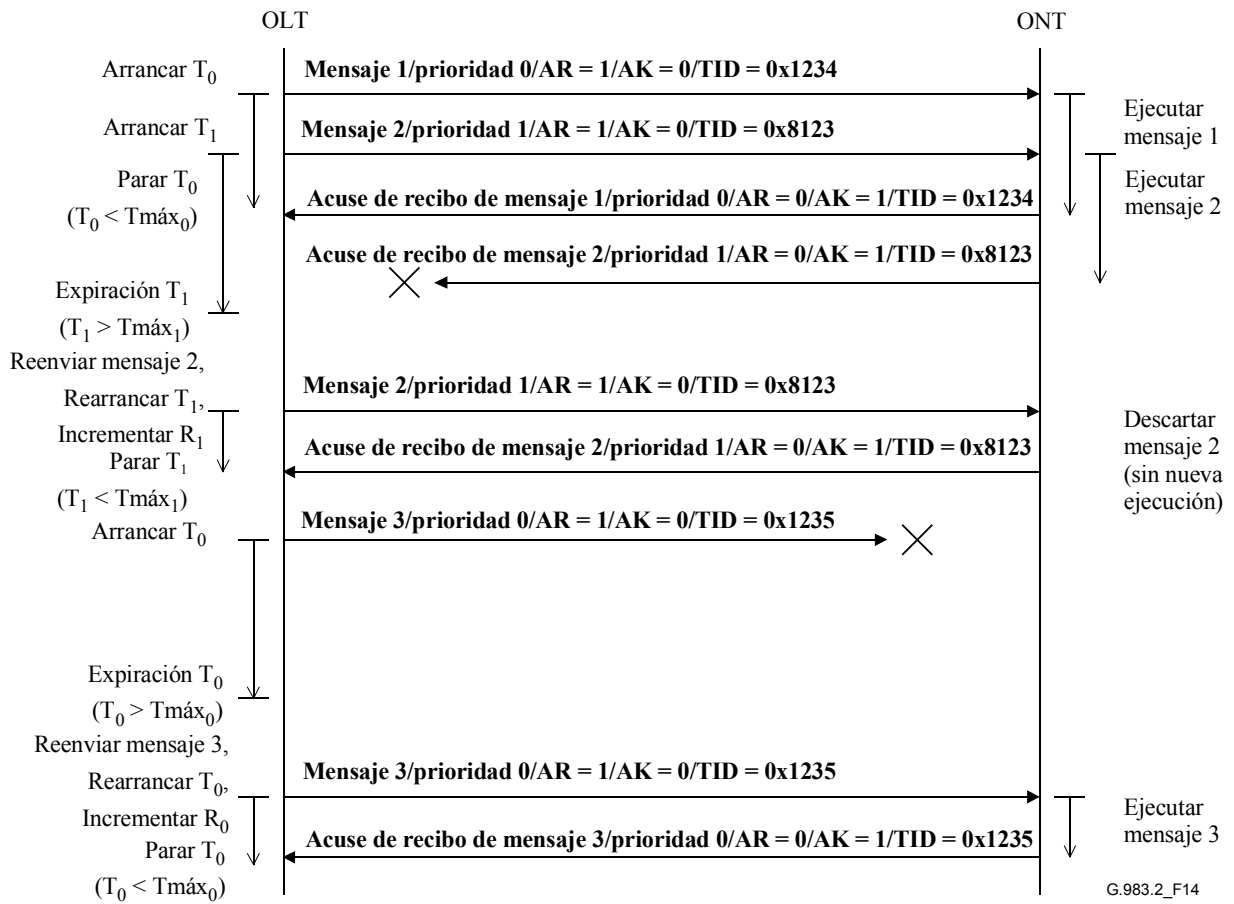 OLT
ONT
Arrancar T0
Mensaje 1/prioridad 0/AR = 1/AK = 0/TID = 0x1234
Ejecutar
mensaje 1
Arrancar T1
Mensaje 2/prioridad 1/AR = 1/AK = 0/TID = 0x8123
Parar T0
(T0 < Tmáx0)
Acuse de recibo de mensaje 1/prioridad 0/AR = 0/AK = 1/TID = 0x1234
Ejecutar
mensaje 2
Acuse de recibo de mensaje 2/prioridad 1/AR = 0/AK = 1/TID = 0x8123
Expiración T1
(T1 > Tmáx1)
Reenviar mensaje 2,
Rearrancar T1,
Incrementar R1
Mensaje 2/prioridad 1/AR = 1/AK = 0/TID = 0x8123
Descartar
mensaje 2
(sin nueva
ejecución)
Parar T1
(T1 < Tmáx1)
Acuse de recibo de mensaje 2/prioridad 1/AR = 0/AK = 1/TID = 0x8123
Arrancar T0
Mensaje 3/prioridad 0/AR = 1/AK = 0/TID = 0x1235
Expiración T0
(T0 > Tmáx0)
Reenviar mensaje 3,
Rearrancar T0,
Incrementar R0
Mensaje 3/prioridad 0/AR = 1/AK = 0/TID = 0x1235
Ejecutar
mensaje 3
Parar T0
(T0 < Tmáx0)
Acuse de recibo de mensaje 3/prioridad 0/AR = 0/AK = 1/TID = 0x1235
G.983.2_F14